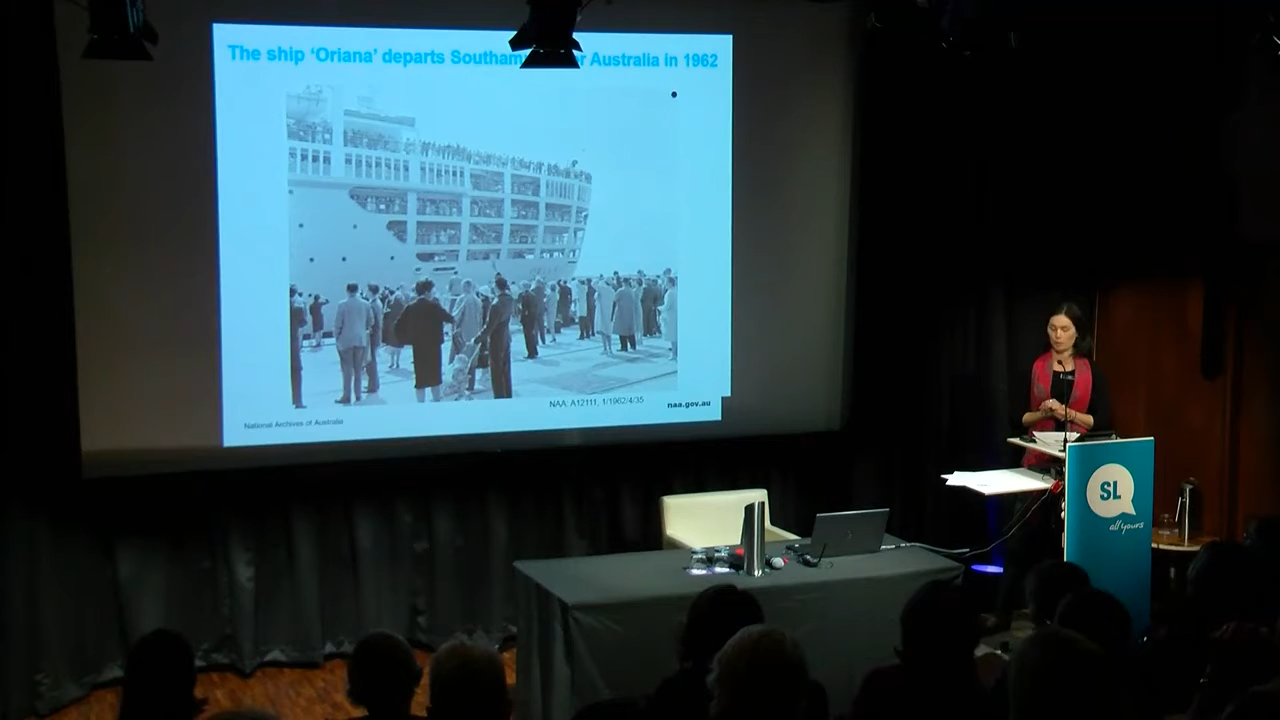 The ship ‘Oriana’ departs Southam r Australia in 1962
NAA: A12111, 1/1962/4/35
naa.gov.au
National Archives of Australia
SL
all yours